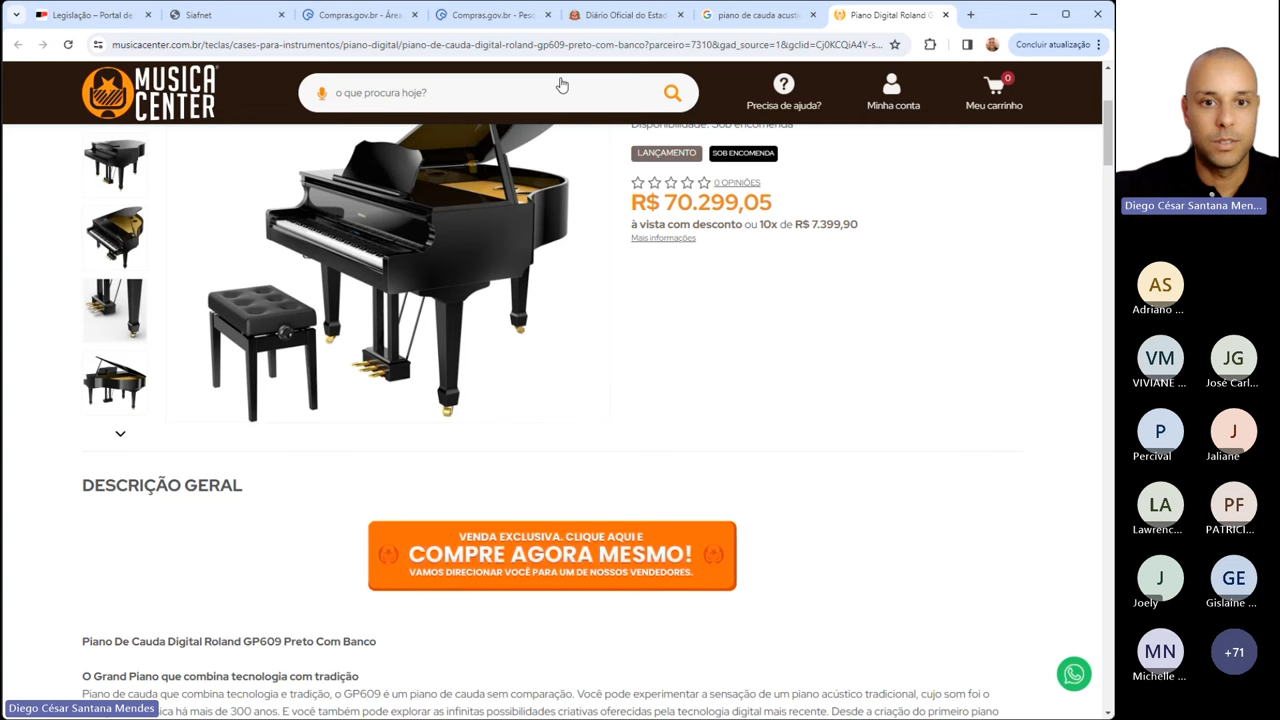 Legislação – Portal de
Siafnet
Compras.gov.br - Área
Compras.gov.br - Pesq
Diário Oficial do Estad
piano de cauda acustic
Piano Digital Roland G
musicacenter.com.br/teclas/cases-para-instrumentos/piano-digital/piano-de-cauda-digital-roland-gp609-preto-com-banco?parceiro=7310&gad_source=1&gclid=Cj0KCQiA4Y-s...
Concluir atualização
MUSICA
CENTER
o que procura hoje?
Precisa de ajuda?
Minha conta
0
Meu carrinho
Disponibilidade: Sob encomenda
LANÇAMENTO
SOB ENCOMENDA
0 OPINIÕES
R$ 70.299,05
à vista com desconto ou 10x de R$ 7.399,90
Mais informações
DESCRIÇÃO GERAL
VENDA EXCLUSIVA. CLIQUE AQUI E
COMPRE AGORA MESMO!
VAMOS DIRECIONAR VOCÊ PARA UM DE NOSSOS VENDEDORES.
Piano De Cauda Digital Roland GP609 Preto Com Banco
O Grand Piano que combina tecnologia com tradição
Piano de cauda que combina tecnologia e tradição, o GP609 é um piano de cauda sem comparação. Você pode experimentar a sensação de um piano acústico tradicional, cujo som foi o
há mais de 300 anos. E você também pode explorar as infinitas possibilidades criativas oferecidas pela tecnologia digital mais recente. Desde a criação do primeiro piano
Diego César Santana Mendes
Diego César Santana Men...
AS
Adriano ...
VM
VIVIANE ...
JG
José Carl...
P
Percival
J
Jaliane
LA
Lawrenc...
PF
PATRICI...
J
Joely
GE
Gislaine ...
MN
Michelle ...
+71